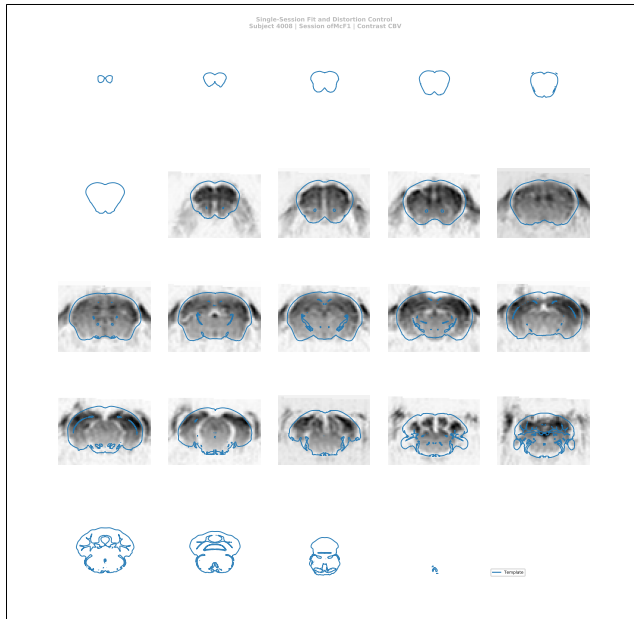 Single-Session Fit and Distortion Control
Subject 4008 | Session ofMcF1 | Contrast CBV
Template